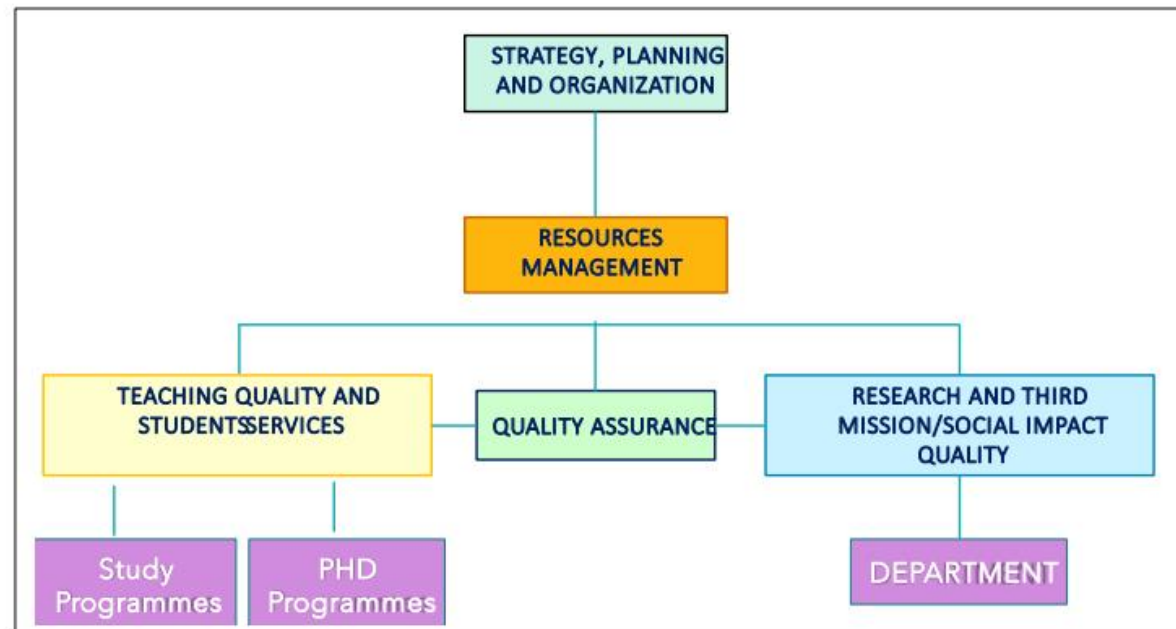 STRATEGY, PLANNING
AND ORGANIZATION
RESOURCES
MANAGEMENT
TEACHING QUALITY AND
STUDENTSSERVICES
QUALITY ASSURANCE
RESEARCH AND THIRD
MISSION/SOCIAL IMPACT
QUALITY
Study
Programmes
PHD
Programmes
DEPARTMENT